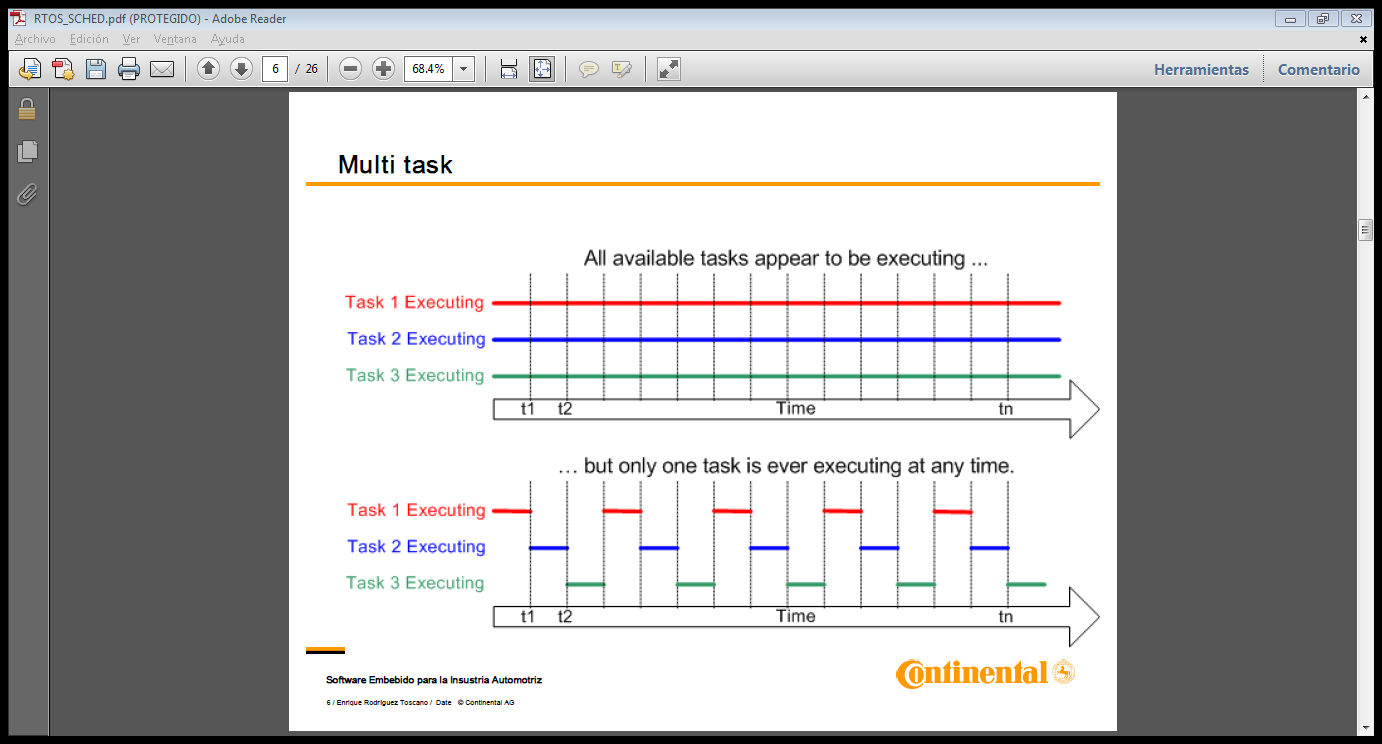 RTOS_SCHED.pdf (PROTEGIDO) - Adobe Reader
Archivo Edición Ver Ventana Ayuda
6 / 26 68.4% Herramientas Comentario
Multi task
All available tasks appear to be executing ...
Task 1 Executing
Task 2 Executing
Task 3 Executing
t1 t2 Time tn
... but only one task is ever executing at any time.
Task 1 Executing
Task 2 Executing
Task 3 Executing
t1 t2 Time tn
Continental
Software Embebido para la Insustria Automotriz
6 / Enrique Rodríguez Toscano / Date © Continental AG